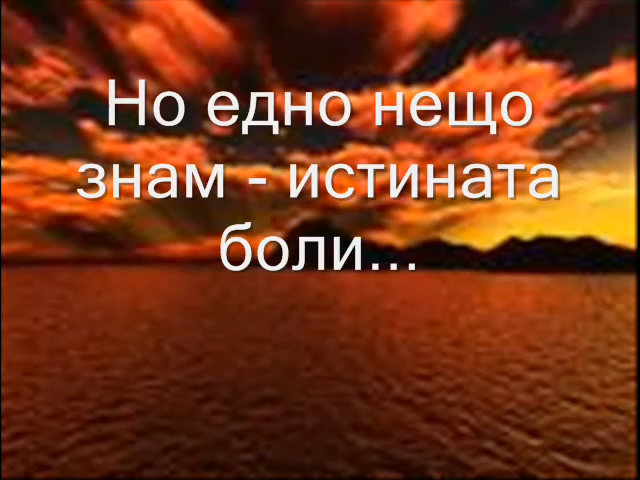 Но едно нещо
знам - истината
боли...